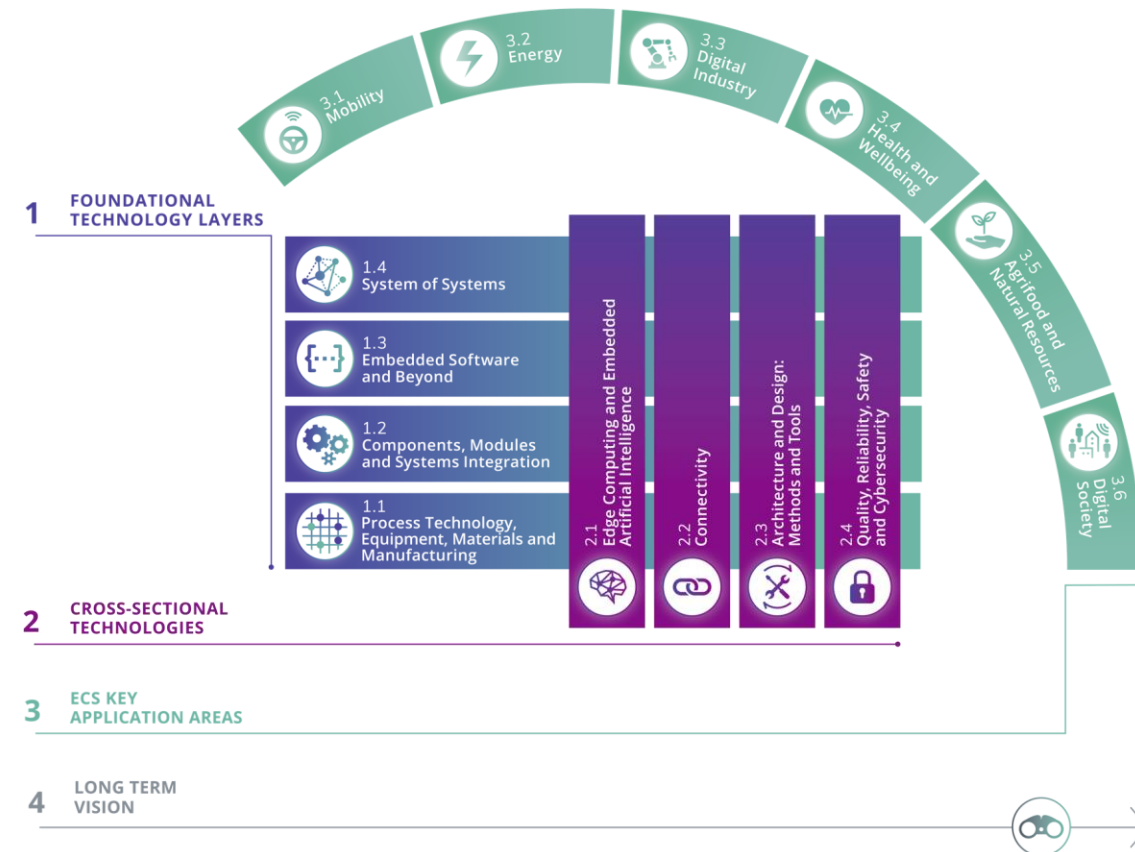 3.1
Mobility
3.2
Energy
3.3
Digital
Industry
3.4
Health and
Wellbeing
3.5
Agrifood and
Natural Resources
3.6
Digital
Society
1
FOUNDATIONAL
TECHNOLOGY LAYERS
1.4
System of Systems
1.3
Embedded Software
and Beyond
1.2
Components, Modules
and Systems Integration
1.1
Process Technology,
Equipment, Materials and
Manufacturing
2.1
Edge Computing and Embedded
Artificial Intelligence
2.2
Connectivity
2.3
Architecture and Design:
Methods and Tools
2.4
Quality, Reliability, Safety
and Cybersecurity
2
CROSS-SECTIONAL
TECHNOLOGIES
3
ECS KEY
APPLICATION AREAS
4
LONG TERM
VISION